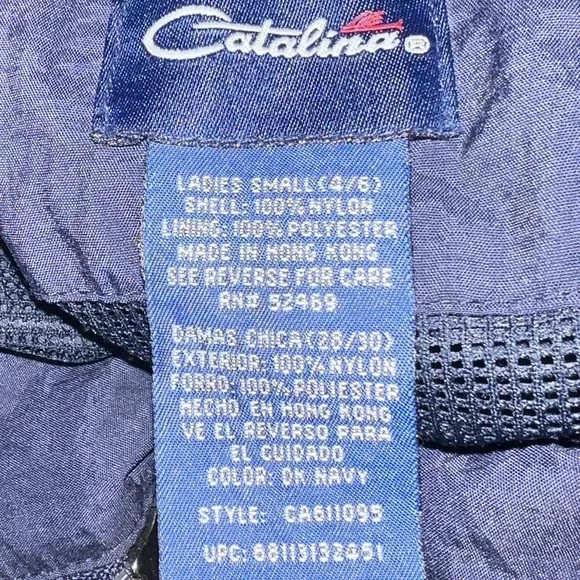 Catalina®
LADIES SMALL (4/6)
SHELL: 100% NYLON
LINING: 100% POLYESTER
MADE IN HONG KONG
SEE REVERSE FOR CARE
RN# 52469
DAMAS CHICA (28/30)
EXTERIOR: 100% NYLON
FORRO: 100% POLIESTER
HECHO EN HONG KONG
VE EL REVERSO PARA
EL CUIDADO
COLOR: DK NAVY
STYLE: CA611095
UPC: 68113132451